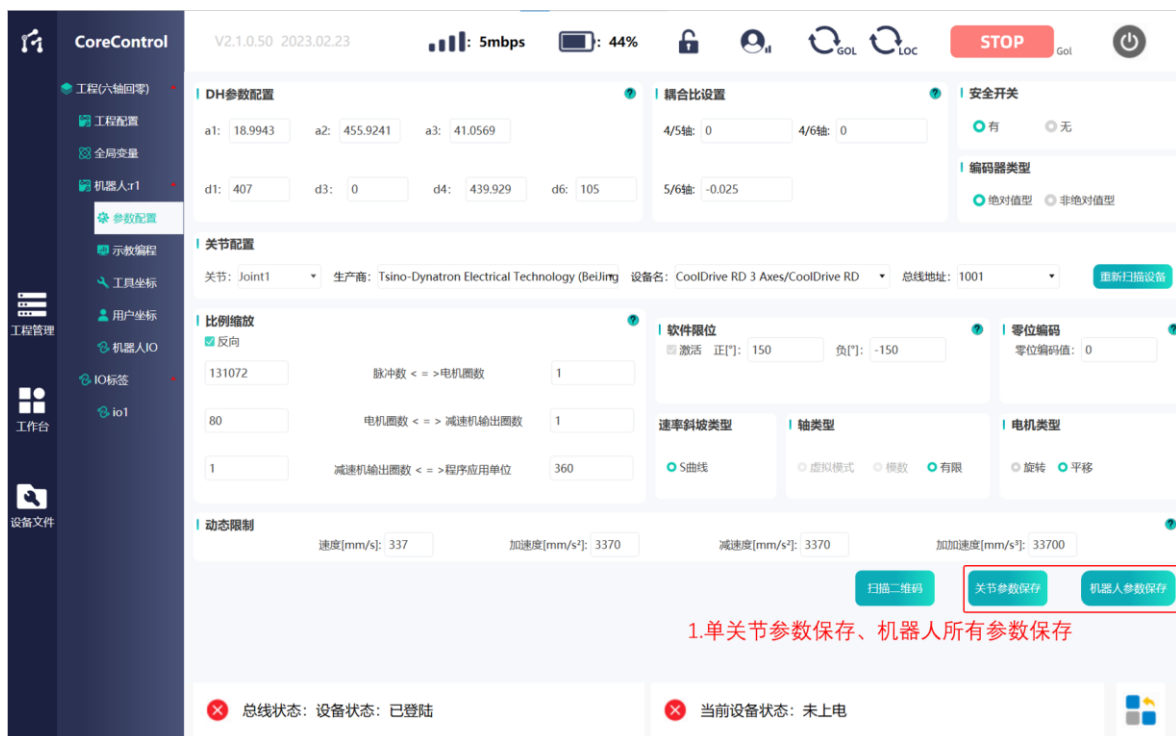 CoreControl
V2.1.0.50 2023.02.23
: 5mbps
: 44%
GOL
LOC
STOP
Gol
工程(六轴回零)
工程配置
全局变量
机器人:r1
参数配置
示教编程
工具坐标
用户坐标
机器人IO
IO标签
io1
工程管理
工作台
设备文件
DH参数配置
a1: 18.9943 a2: 455.9241 a3: 41.0569
d1: 407 d3: 0 d4: 439.929 d6: 105
耦合比设置
4/5轴: 0 4/6轴: 0
5/6轴: -0.025
安全开关
有 无
编码器类型
绝对值型 非绝对值型
关节配置
关节: Joint1 生产商: Tsino-Dynatron Electrical Technology (BeiJing 设备名: CoolDrive RD 3 Axes/CoolDrive RD 总线地址: 1001 重新扫描设备
比例缩放
反向
131072 脉冲数 < = >电机圈数 1
80 电机圈数 < = > 减速机输出圈数 1
1 减速机输出圈数 < = >程序应用单位 360
软件限位
激活 正[°]: 150 负[°]: -150
零位编码
零位编码值: 0
速率斜坡类型
S曲线
轴类型
虚拟模式 模数 有限
电机类型
旋转 平移
动态限制
速度[mm/s]: 337 加速度[mm/s²]: 3370 减速度[mm/s²]: 3370 加加速度[mm/s³]: 33700
扫描二维码 关节参数保存 机器人参数保存
1.单关节参数保存、机器人所有参数保存
总线状态：设备状态：已登陆
当前设备状态：未上电